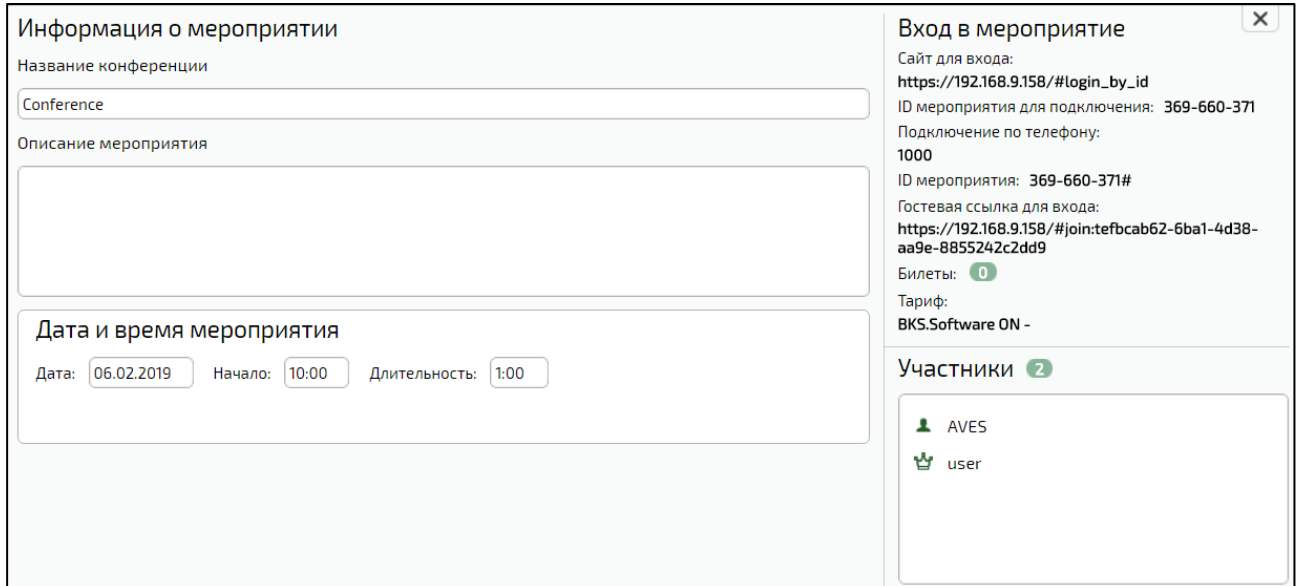 Информация о мероприятии
Название конференции
Conference
Описание мероприятия
Дата и время мероприятия
Дата: 06.02.2019 Начало: 10:00 Длительность: 1:00
Вход в мероприятие
Сайт для входа:
https://192.168.9.158/#login_by_id
ID мероприятия для подключения: 369-660-371
Подключение по телефону:
1000
ID мероприятия: 369-660-371#
Гостевая ссылка для входа:
https://192.168.9.158/#join:tefbcab62-6ba1-4d38-
aa9e-8855242c2dd9
Билеты: 0
Тариф:
BKS.Software ON -
Участники 2
AVES
user